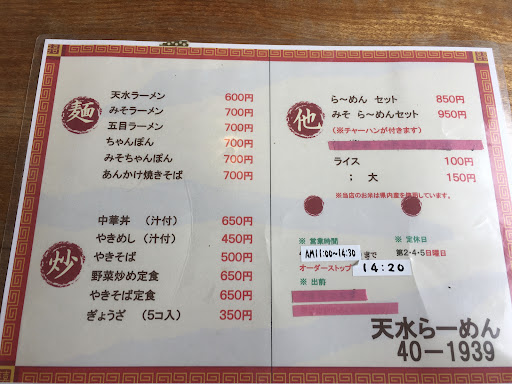 麺
天水ラーメン 600円
みそラーメン 700円
五目ラーメン 700円
ちゃんぽん 700円
みそちゃんぽん 700円
あんかけ焼きそば 700円
炒
中華丼 (汁付) 650円
やきめし (汁付) 450円
やきそば 500円
野菜炒め定食 650円
やきそば定食 650円
ぎょうざ (5コ入) 350円
他
ら〜めん セット 850円
みそ ら〜めんセット 950円
(※チャーハンが付きます)
ライス 100円
: 大 150円
※当店のお米は県内産を使用しています。
※ 営業時間
AM11:00~14:30 まで
オーダーストップ 14:20
※ 定休日
第2・4・5日曜日
※ 出前
天水らーめん
40ー1939